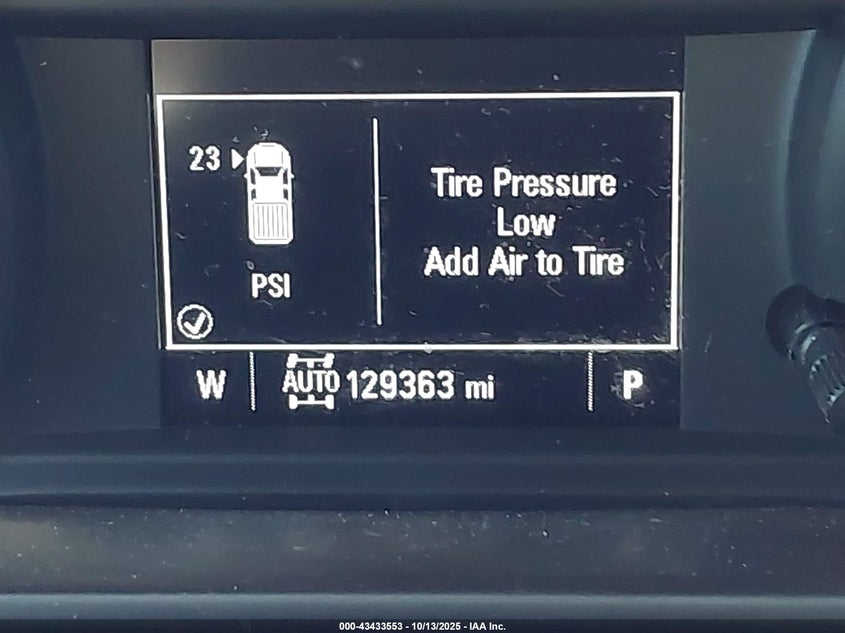 23
PSI
Tire Pressure
Low
Add Air to Tire
W
AUTO 129363 mi
P
000-43433553 - 10/13/2025 - IAA Inc.